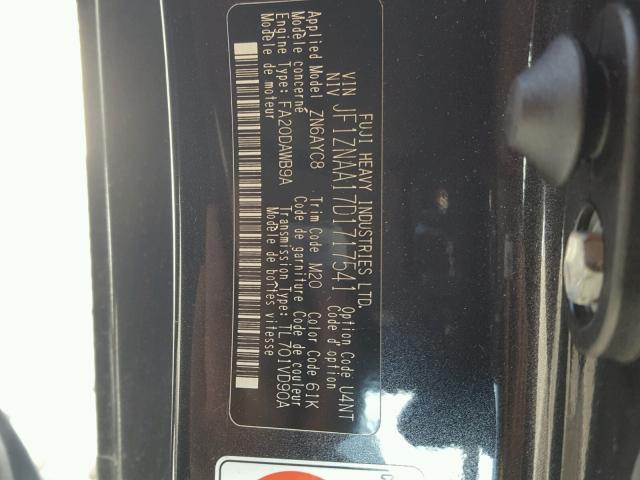 FUJI HEAVY INDUSTRIES LTD.
VIN
NIV JF1ZNAA17D1717541
Option Code U4NT
Code d'option
Applied Model ZN6AYC8 Trim Code M20 Color Code 61K
Modèle concerné Code de garniture Code de couleur
Engine Type: FA20DAWB9A Transmission Type: TL701VD90A
Modèle de moteur Modèle de boîtes vitesse